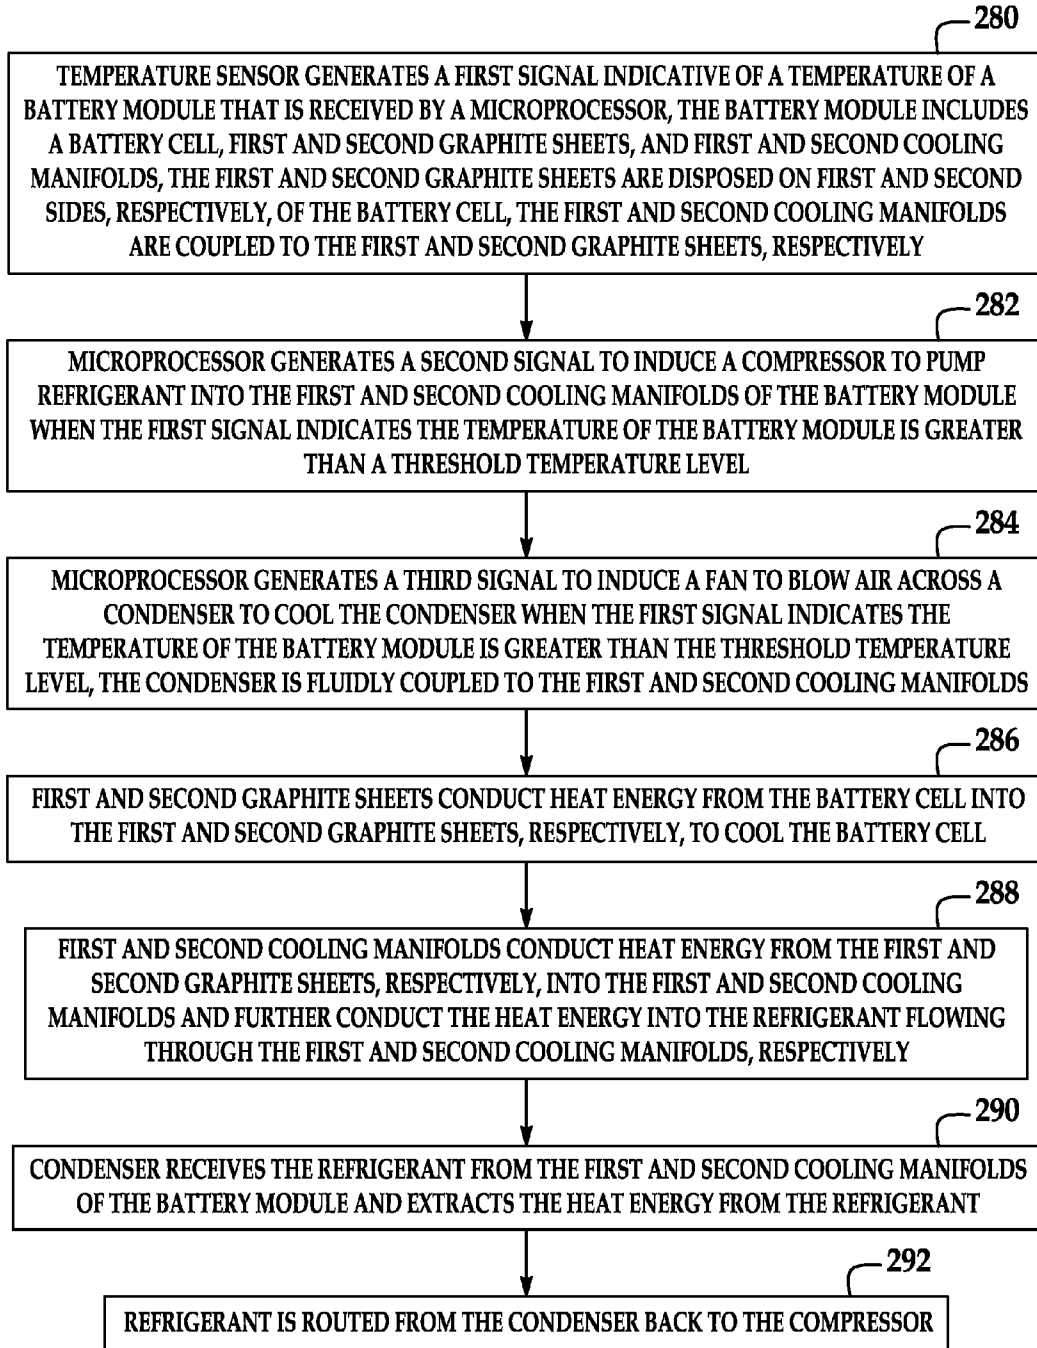 280
TEMPERATURE SENSOR GENERATES A FIRST SIGNAL INDICATIVE OF A TEMPERATURE OF A
BATTERY MODULE THAT IS RECEIVED BY A MICROPROCESSOR, THE BATTERY MODULE INCLUDES
A BATTERY CELL, FIRST AND SECOND GRAPHITE SHEETS, AND FIRST AND SECOND COOLING
MANIFOLDS, THE FIRST AND SECOND GRAPHITE SHEETS ARE DISPOSED ON FIRST AND SECOND
SIDES, RESPECTIVELY, OF THE BATTERY CELL, THE FIRST AND SECOND COOLING MANIFOLDS
ARE COUPLED TO THE FIRST AND SECOND GRAPHITE SHEETS, RESPECTIVELY
282
MICROPROCESSOR GENERATES A SECOND SIGNAL TO INDUCE A COMPRESSOR TO PUMP
REFRIGERANT INTO THE FIRST AND SECOND COOLING MANIFOLDS OF THE BATTERY MODULE
WHEN THE FIRST SIGNAL INDICATES THE TEMPERATURE OF THE BATTERY MODULE IS GREATER
THAN A THRESHOLD TEMPERATURE LEVEL
284
MICROPROCESSOR GENERATES A THIRD SIGNAL TO INDUCE A FAN TO BLOW AIR ACROSS A
CONDENSER TO COOL THE CONDENSER WHEN THE FIRST SIGNAL INDICATES THE
TEMPERATURE OF THE BATTERY MODULE IS GREATER THAN THE THRESHOLD TEMPERATURE
LEVEL, THE CONDENSER IS FLUIDLY COUPLED TO THE FIRST AND SECOND COOLING MANIFOLDS
286
FIRST AND SECOND GRAPHITE SHEETS CONDUCT HEAT ENERGY FROM THE BATTERY CELL INTO
THE FIRST AND SECOND GRAPHITE SHEETS, RESPECTIVELY, TO COOL THE BATTERY CELL
288
FIRST AND SECOND COOLING MANIFOLDS CONDUCT HEAT ENERGY FROM THE FIRST AND
SECOND GRAPHITE SHEETS, RESPECTIVELY, INTO THE FIRST AND SECOND COOLING
MANIFOLDS AND FURTHER CONDUCT THE HEAT ENERGY INTO THE REFRIGERANT FLOWING
THROUGH THE FIRST AND SECOND COOLING MANIFOLDS, RESPECTIVELY
290
CONDENSER RECEIVES THE REFRIGERANT FROM THE FIRST AND SECOND COOLING MANIFOLDS
OF THE BATTERY MODULE AND EXTRACTS THE HEAT ENERGY FROM THE REFRIGERANT
292
REFRIGERANT IS ROUTED FROM THE CONDENSER BACK TO THE COMPRESSOR